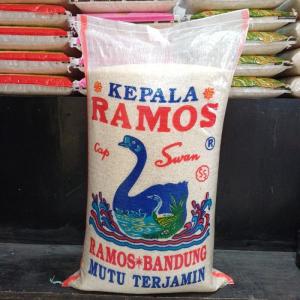 KEPALA
RAMOS
®
Cap Swan
RAMOS*BANDUNG
MUTU TERJAMIN